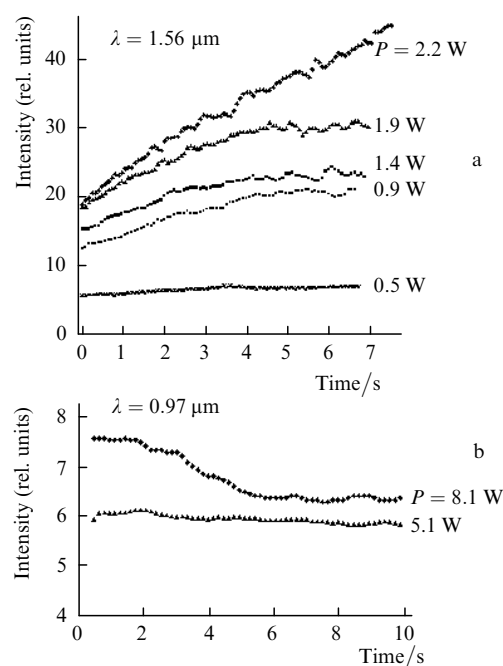 Intensity (rel. units)
λ = 1.56 μm
P = 2.2 W
1.9 W
1.4 W
0.9 W
0.5 W
a
40
30
20
10
0
0 1 2 3 4 5 6 7
Time/s
Intensity (rel. units)
λ = 0.97 μm
b
P = 8.1 W
5.1 W
8
7
6
5
4
0 2 4 6 8 10
Time/s